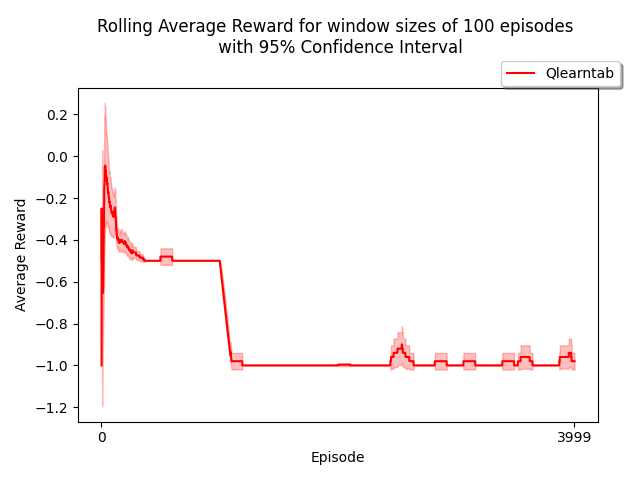 Rolling Average Reward for window sizes of 100 episodes
with 95% Confidence Interval
Qlearntab
0.2
0.0
−0.2
−0.4
−0.6
−0.8
−1.0
−1.2
Average Reward
0
3999
Episode